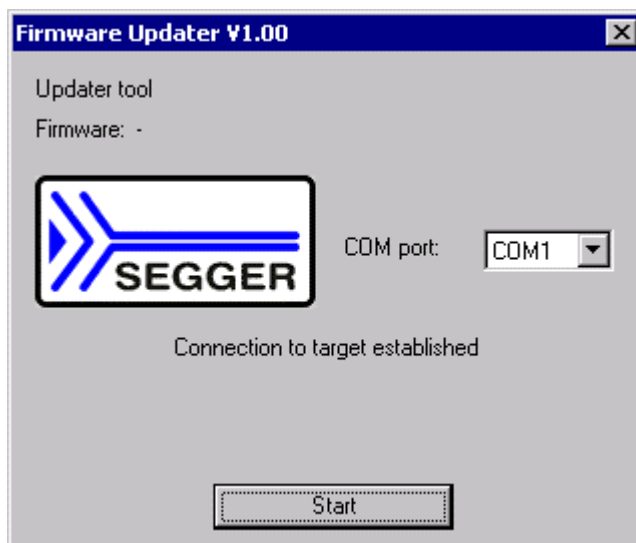 Firmware Updater V1.00
Updater tool
Firmware: -
SEGGER
COM port: COM1
Connection to target established
Start